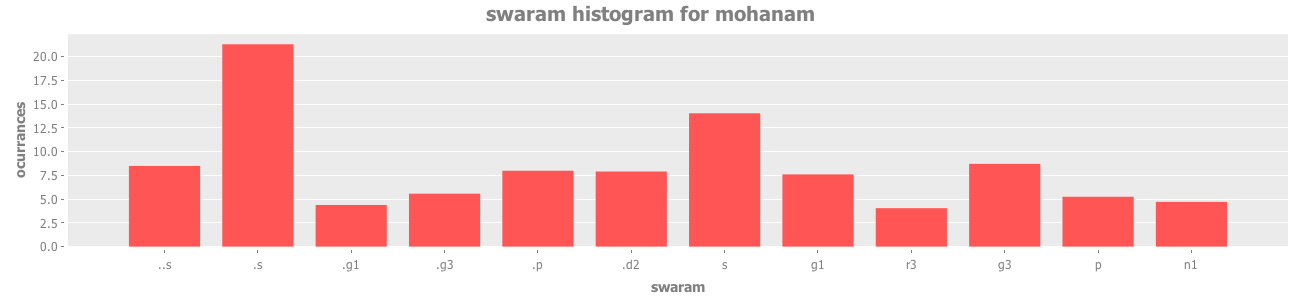 swaram histogram for mohanam
ocurrances
20.0
17.5
15.0
12.5
10.0
7.5
5.0
2.5
0.0
..s .s .g1 .g3 .p .d2 s g1 r3 g3 p n1
swaram